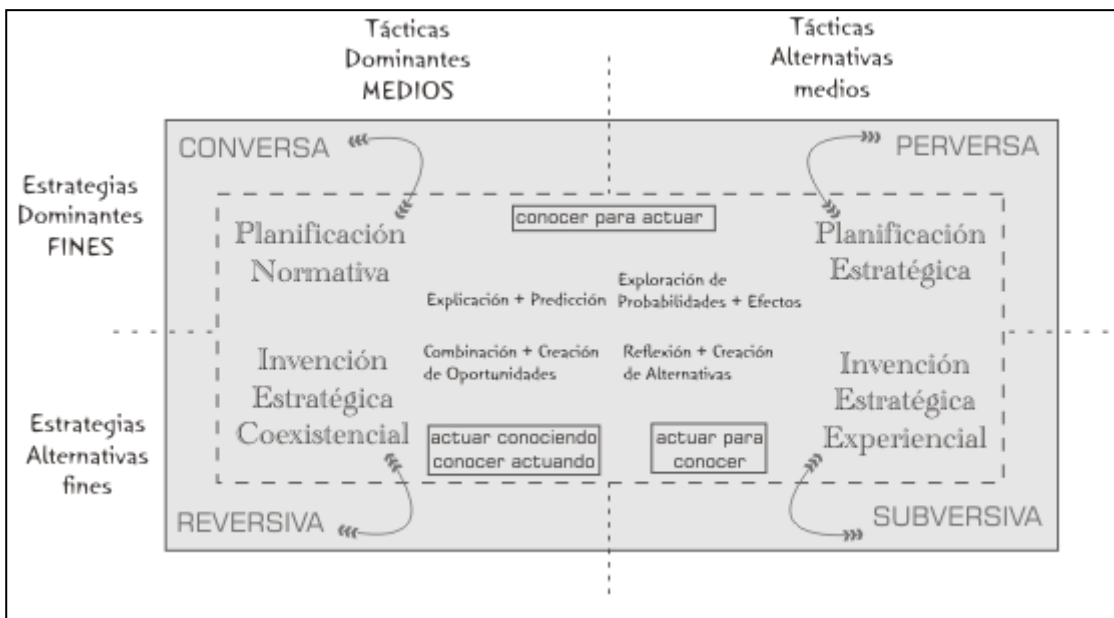 Tácticas
Dominantes
MEDIOS
Tácticas
Alternativas
medios
CONVERSA
PERVERSA
Estrategias
Dominantes
FINES
conocer para actuar
Planificación
Normativa
Planificación
Estratégica
Explicación + Predicción
Exploración de
Probabilidades + Efectos
Combinación + Creación
de Oportunidades
Reflexión + Creación
de Alternativas
Invención
Estratégica
Coexistencial
Invención
Estratégica
Experiencial
Estrategias
Alternativas
fines
actuar conociendo
conocer actuando
actuar para
conocer
REVERSIVA
SUBVERSIVA